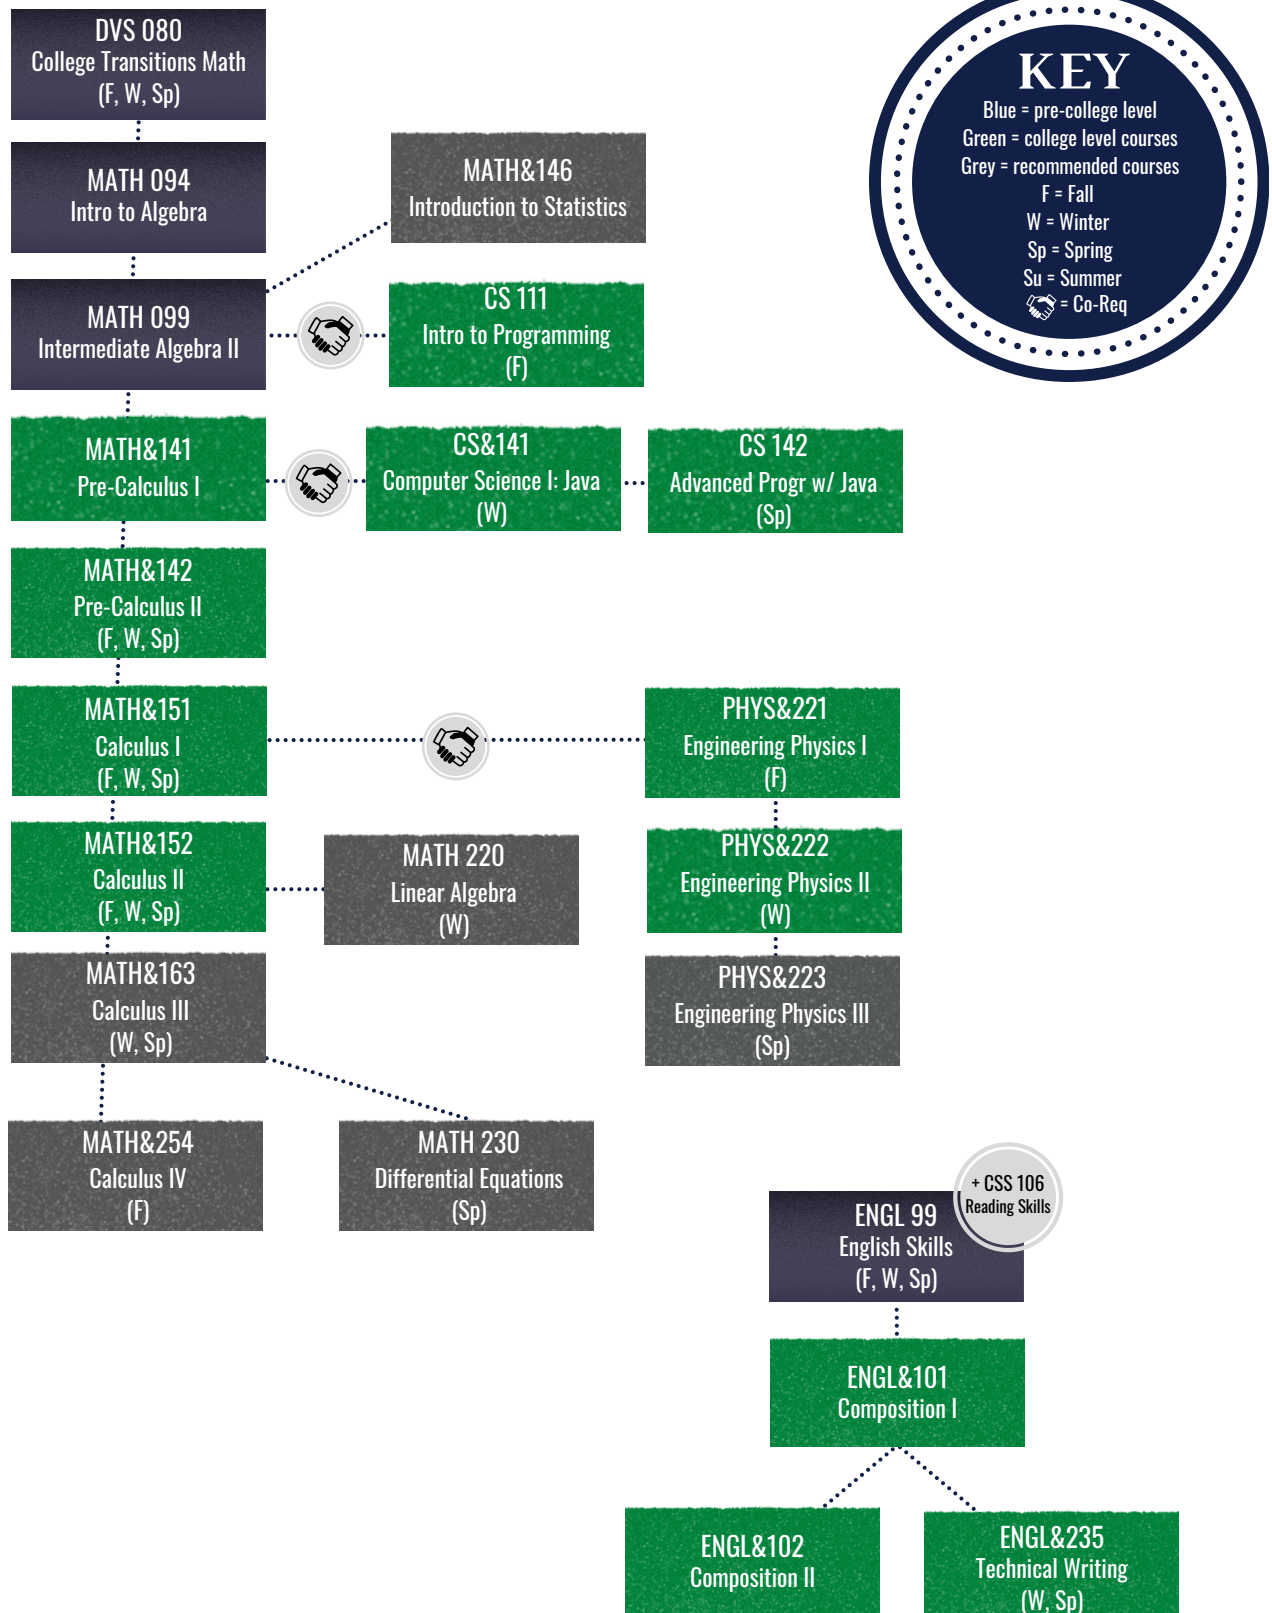 DVS 080
College Transitions Math
(F, W, Sp)
MATH 094
Intro to Algebra
MATH 099
Intermediate Algebra II
MATH&146
Introduction to Statistics
CS 111
Intro to Programming
(F)
KEY
Blue = pre-college level
Green = college level courses
Grey = recommended courses
F = Fall
W = Winter
Sp = Spring
Su = Summer
= Co-Req
MATH&141
Pre-Calculus I
CS&141
Computer Science I: Java
(W)
CS 142
Advanced Progr w/ Java
(Sp)
MATH&142
Pre-Calculus II
(F, W, Sp)
MATH&151
Calculus I
(F, W, Sp)
PHYS&221
Engineering Physics I
(F)
MATH&152
Calculus II
(F, W, Sp)
MATH 220
Linear Algebra
(W)
PHYS&222
Engineering Physics II
(W)
MATH&163
Calculus III
(W, Sp)
PHYS&223
Engineering Physics III
(Sp)
MATH&254
Calculus IV
(F)
MATH 230
Differential Equations
(Sp)
+ CSS 106
Reading Skills
ENGL 99
English Skills
(F, W, Sp)
ENGL&101
Composition I
ENGL&102
Composition II
ENGL&235
Technical Writing
(W, Sp)